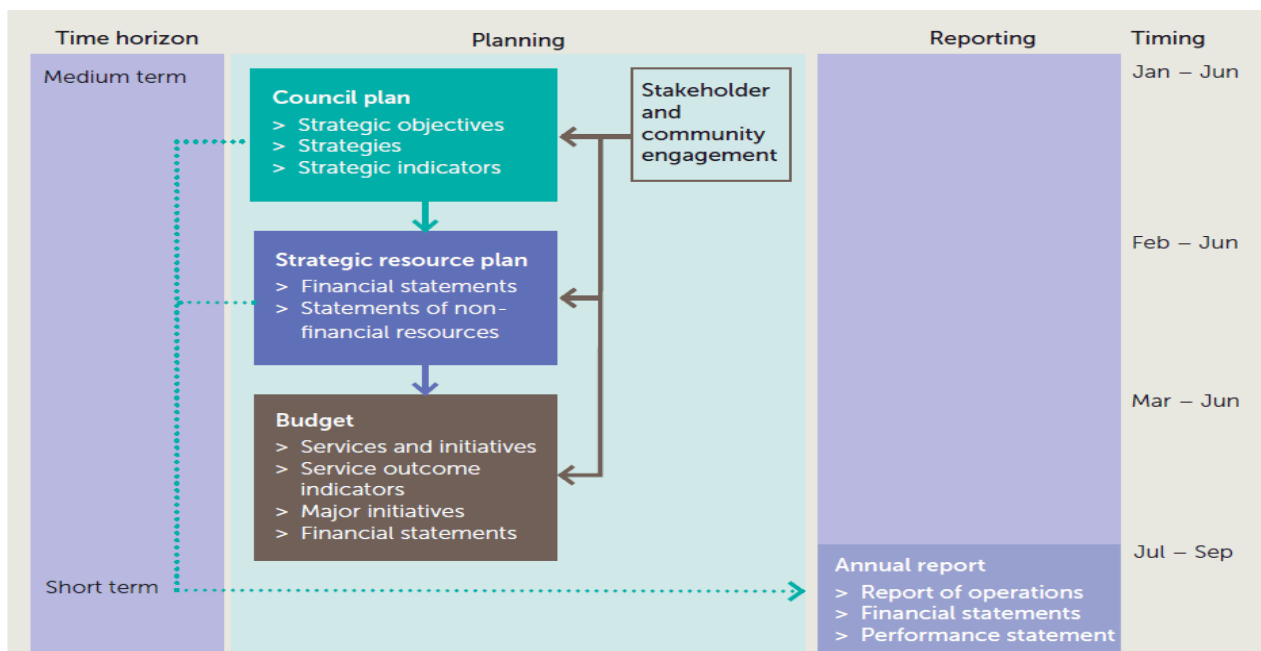 Time horizon
Planning
Reporting
Timing
Medium term
Jan – Jun
Council plan
> Strategic objectives
> Strategies
> Strategic indicators
Stakeholder
and
community
engagement
Feb – Jun
Strategic resource plan
> Financial statements
> Statements of non-
financial resources
Mar – Jun
Budget
> Services and initiatives
> Service outcome
indicators
> Major initiatives
> Financial statements
Jul – Sep
Short term
Annual report
> Report of operations
> Financial statements
> Performance statement